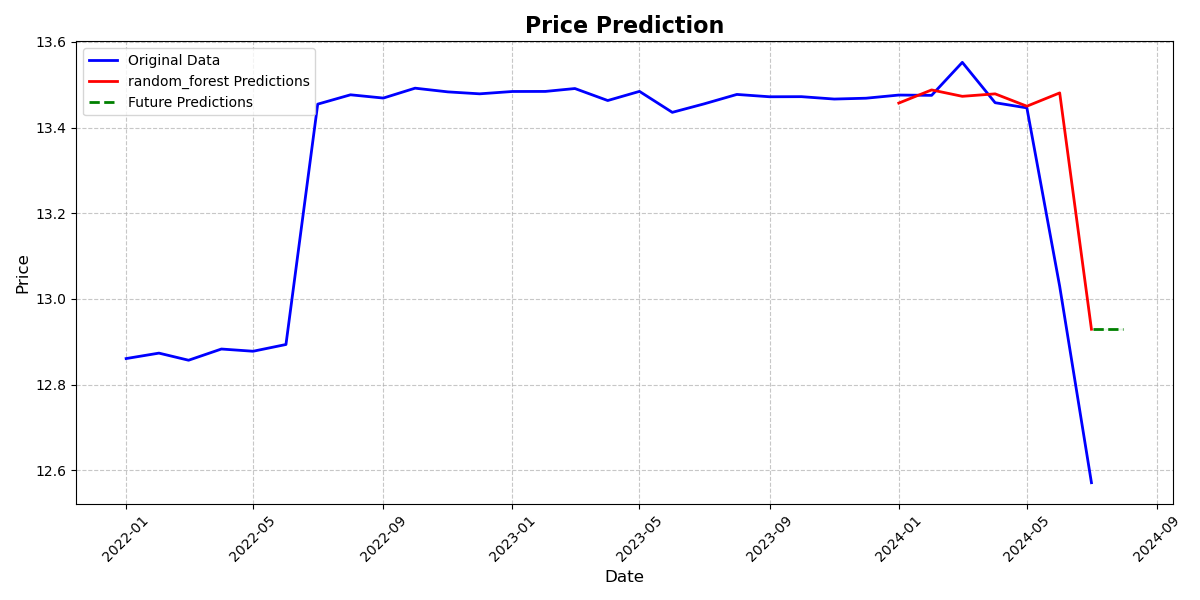 Price Prediction
Original Data
random_forest Predictions
Future Predictions
Price
13.6
13.4
13.2
13.0
12.8
12.6
2022-01
2022-05
2022-09
2023-01
2023-05
2023-09
2024-01
2024-05
2024-09
Date